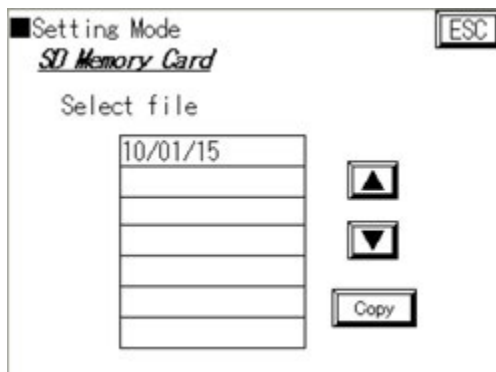 ■Setting Mode
ESC
SD Memory Card
Select file
10/01/15
▲
▼
Copy